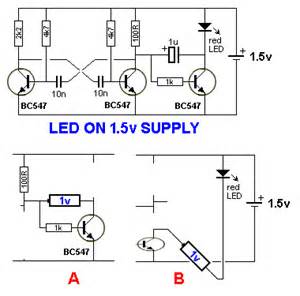 2k2 4k7 4k7 100R 1u red LED
10n 10n 1k 1.5v
BC547 BC547 BC547
LED ON 1.5v SUPPLY
100R 1v 1k BC547
1v red LED 1.5v
A B